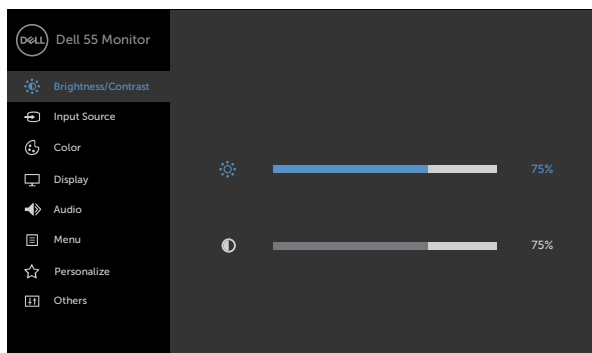 DELL
Dell 55 Monitor
Brightness/Contrast
Input Source
Color
Display
Audio
Menu
Personalize
Others
75%
75%